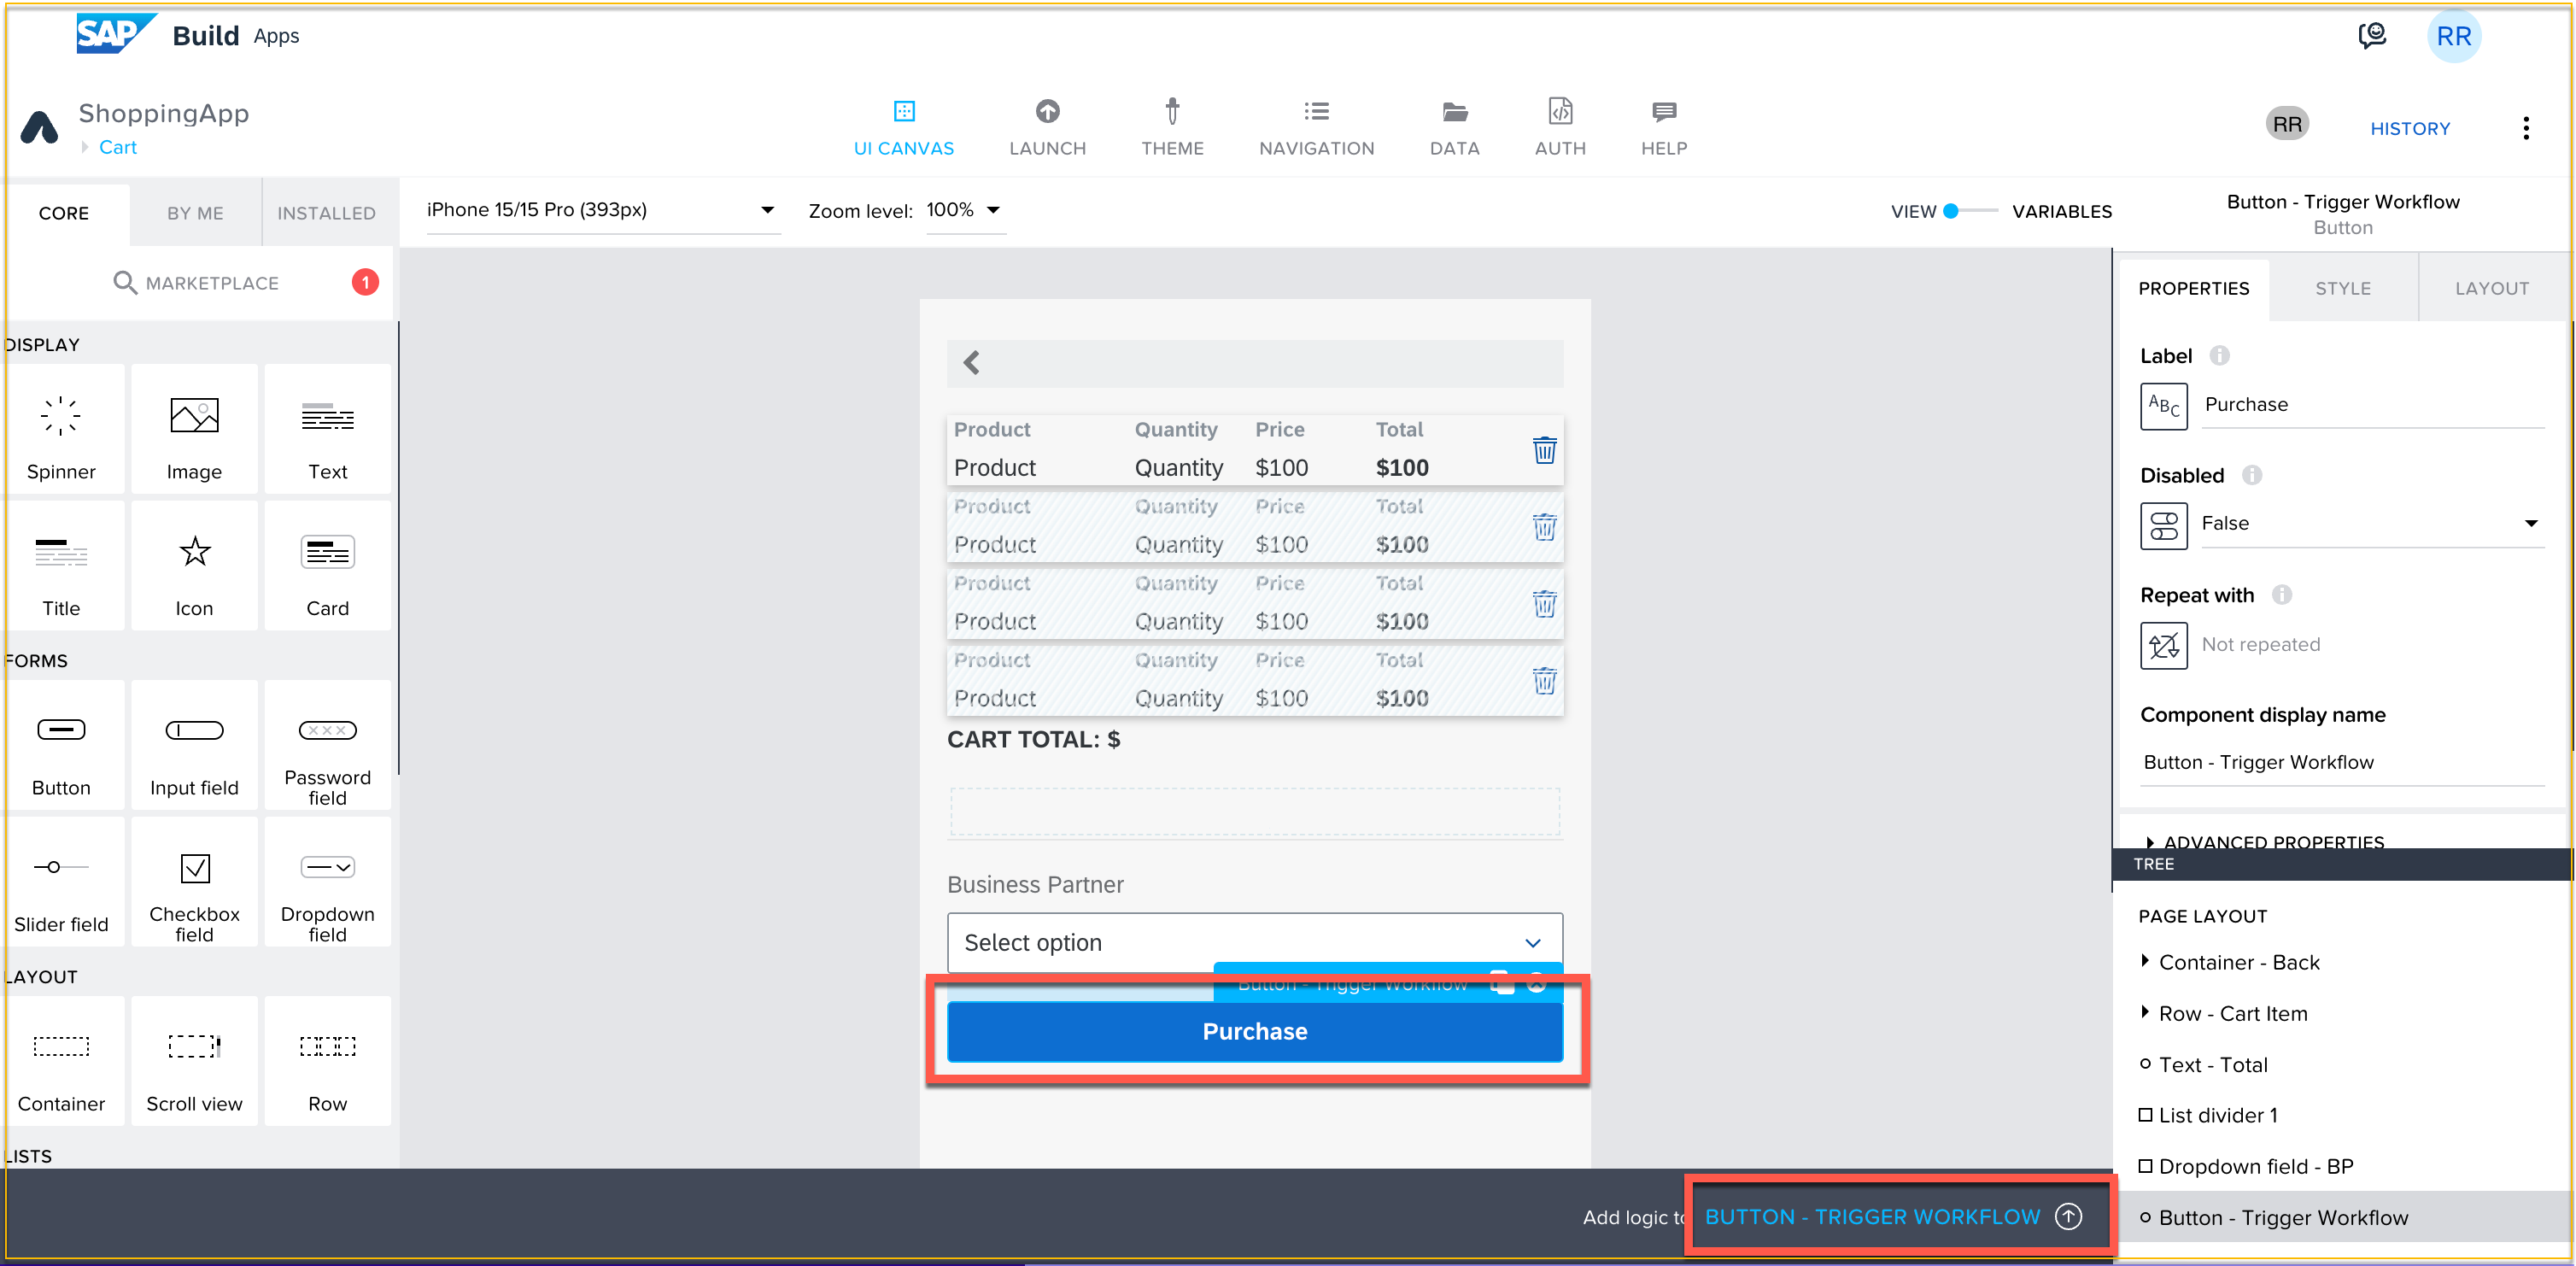 SAP Build Apps
RR
ShoppingApp
Cart
UI CANVAS
LAUNCH
THEME
NAVIGATION
DATA
AUTH
HELP
RR
HISTORY
CORE
BY ME
INSTALLED
iPhone 15/15 Pro (393px)
Zoom level: 100%
VIEW
VARIABLES
Button - Trigger Workflow
Button
MARKETPLACE
1
PROPERTIES
STYLE
LAYOUT
DISPLAY
Spinner
Image
Text
Title
Icon
Card
FORMS
Button
Input field
Password
field
Slider field
Checkbox
field
Dropdown
field
LAYOUT
Container
Scroll view
Row
LISTS
Product Quantity Price Total
Product Quantity $100 $100
Product Quantity Price Total
Product Quantity $100 $100
Product Quantity Price Total
Product Quantity $100 $100
Product Quantity Price Total
Product Quantity $100 $100
CART TOTAL: $
Business Partner
Select option
Button - Trigger Workflow
Purchase
Add logic to BUTTON - TRIGGER WORKFLOW
Label
ABC Purchase
Disabled
False
Repeat with
Not repeated
Component display name
Button - Trigger Workflow
ADVANCED PROPERTIES
TREE
PAGE LAYOUT
Container - Back
Row - Cart Item
Text - Total
List divider 1
Dropdown field - BP
Button - Trigger Workflow